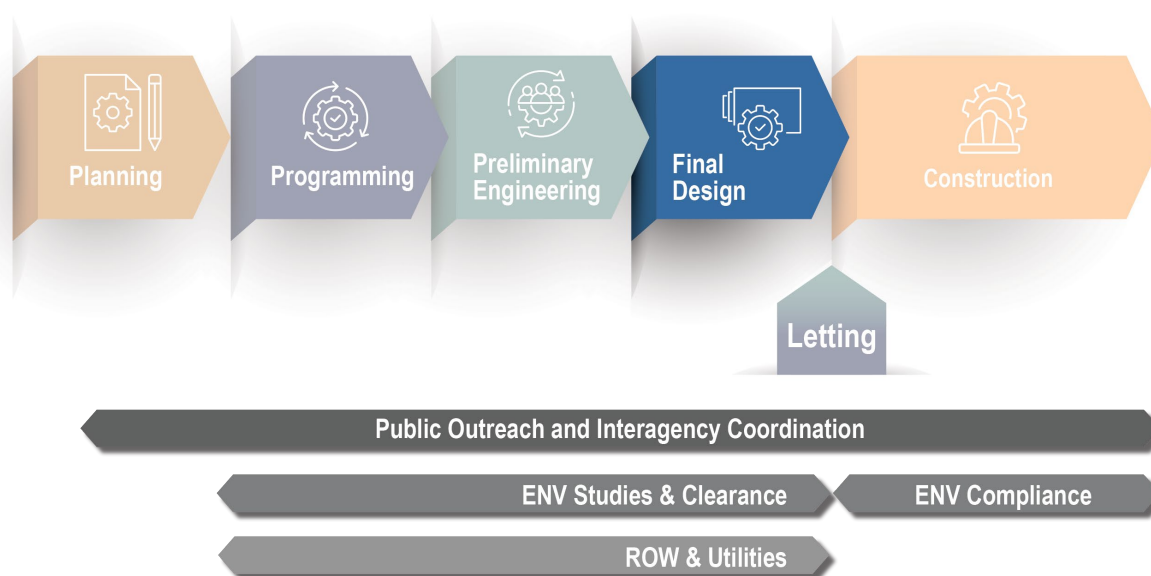 Planning
Programming
Preliminary
Engineering
Final
Design
Construction
Letting
Public Outreach and Interagency Coordination
ENV Studies & Clearance
ENV Compliance
ROW & Utilities